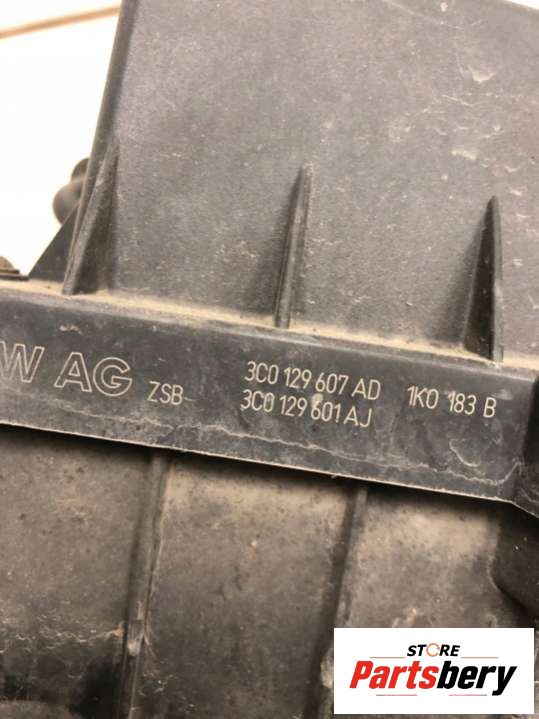 W AG ZSB- 3C0 129 607 AD 1K0 183 B
3C0 129 601 AJ
STORE
Partsbery